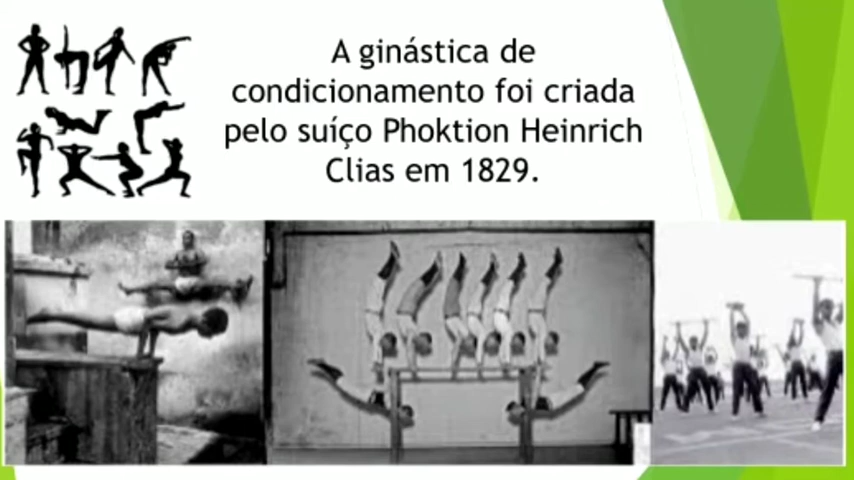 A ginástica de
condicionamento foi criada
pelo suíço Phoktion Heinrich
Clias em 1829.